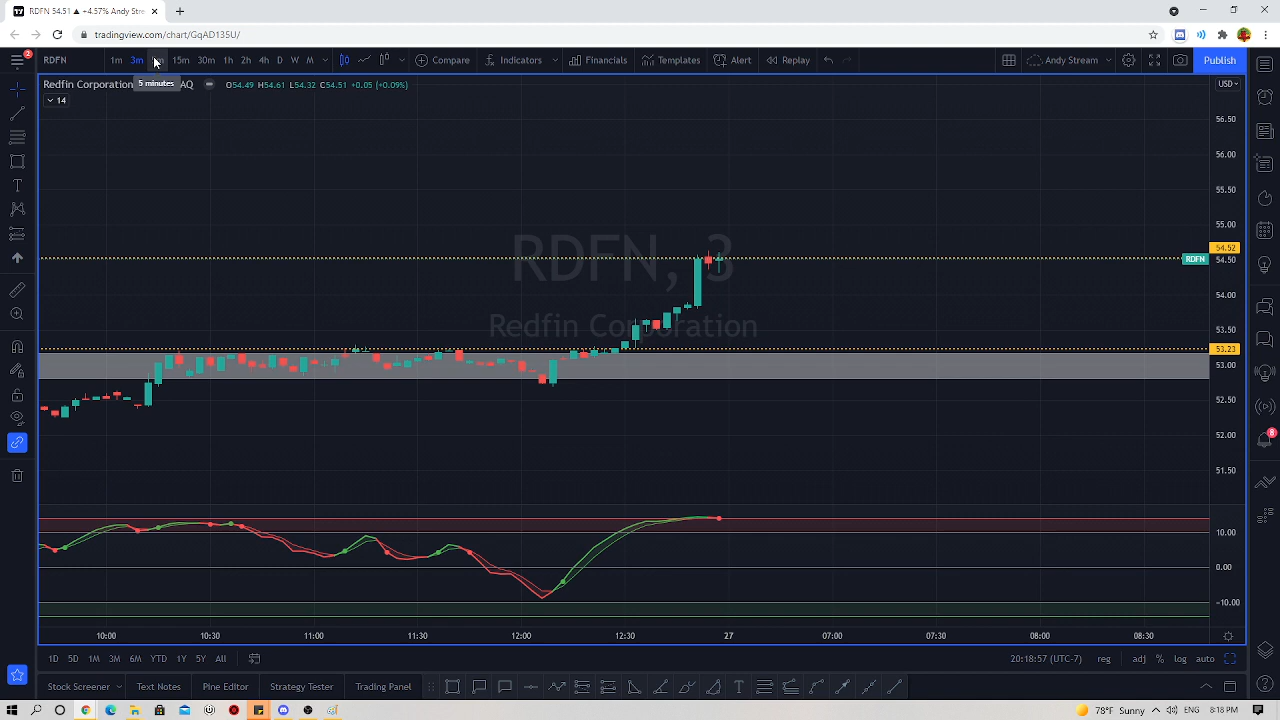 RDFN 54.51 ▲ +4.57% Andy Stre
tradingview.com/chart/GqAD135U/
2
RDFN
1m 3m 15m 30m 1h 2h 4h D W M
Compare
Indicators
Financials
Templates
Alert
Replay
Andy Stream
Publish
5 minutes
Redfin Corporation AQ O54.49 H54.61 L54.32 C54.51 +0.05 (+0.09%)
14
USD
RDFN, 3
Redfin Corporation
56.50
56.00
55.50
55.00
54.52
RDFN 54.50
54.00
53.50
53.23
53.00
52.50
52.00
51.50
10.00
0.00
-10.00
8
10:00 10:30 11:00 11:30 12:00 12:30 27 07:00 07:30 08:00 08:30
1D 5D 1M 3M 6M YTD 1Y 5Y All
20:18:57 (UTC-7) reg adj % log auto
Stock Screener Text Notes Pine Editor Strategy Tester Trading Panel
78°F Sunny ENG 8:18 PM